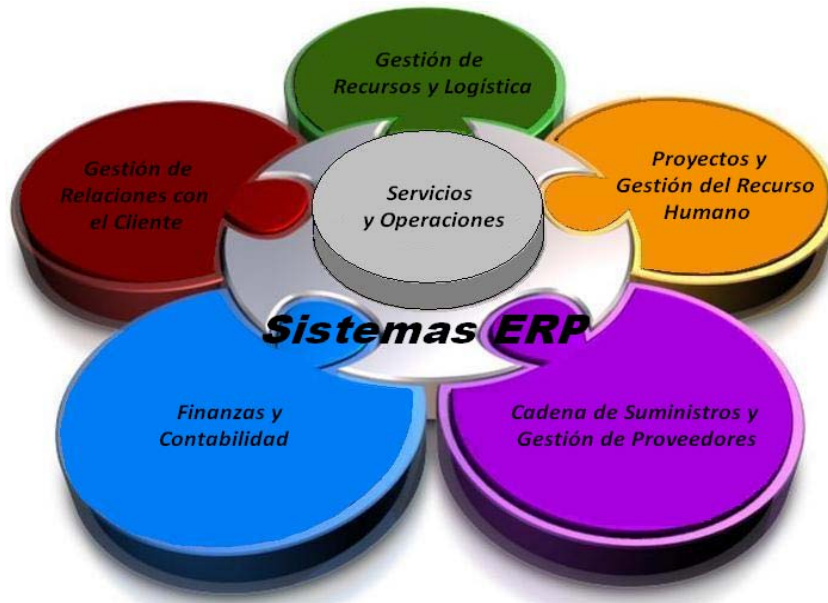 Gestión de
Recursos y Logística
Gestión de
Relaciones con
el Cliente
Servicios
y Operaciones
Proyectos y
Gestión del Recurso
Humano
Sistemas ERP
Finanzas y
Contabilidad
Cadena de Suministros y
Gestión de Proveedores